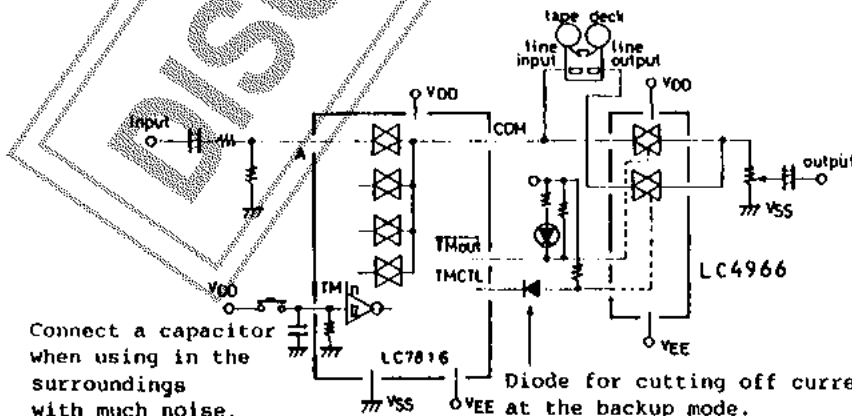 DISC
tape deck
line input
line output
VDD
VDD
Input
A
COM
output
VSS
TMout
TMCTL
LC4966
VDD
TMin
LC7816
VSS
VEE
VEE
Connect a capacitor
when using in the
surroundings
with much noise.
Diode for cutting off curre
at the backup mode.